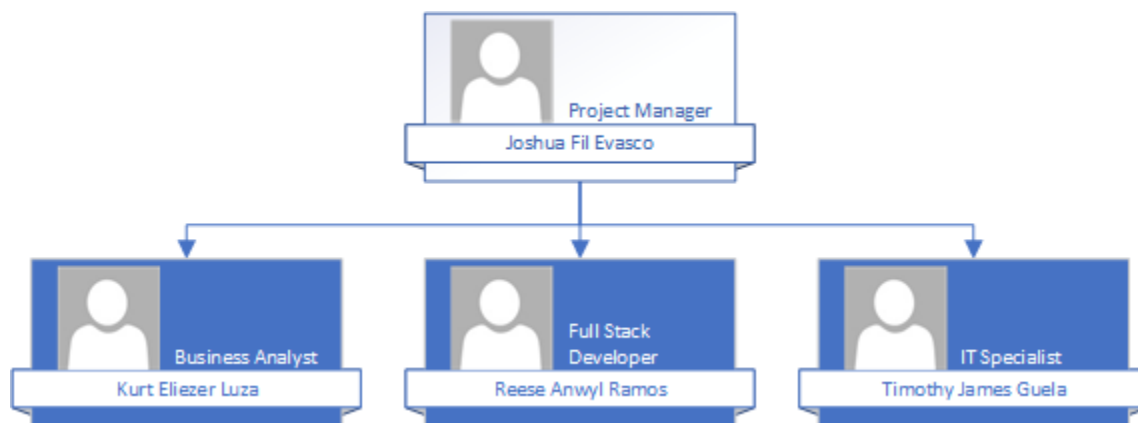 Project Manager
Joshua Fil Evasco
Business Analyst
Kurt Eliezer Luza
Full Stack
Developer
Reese Anwyl Ramos
IT Specialist
Timothy James Guela